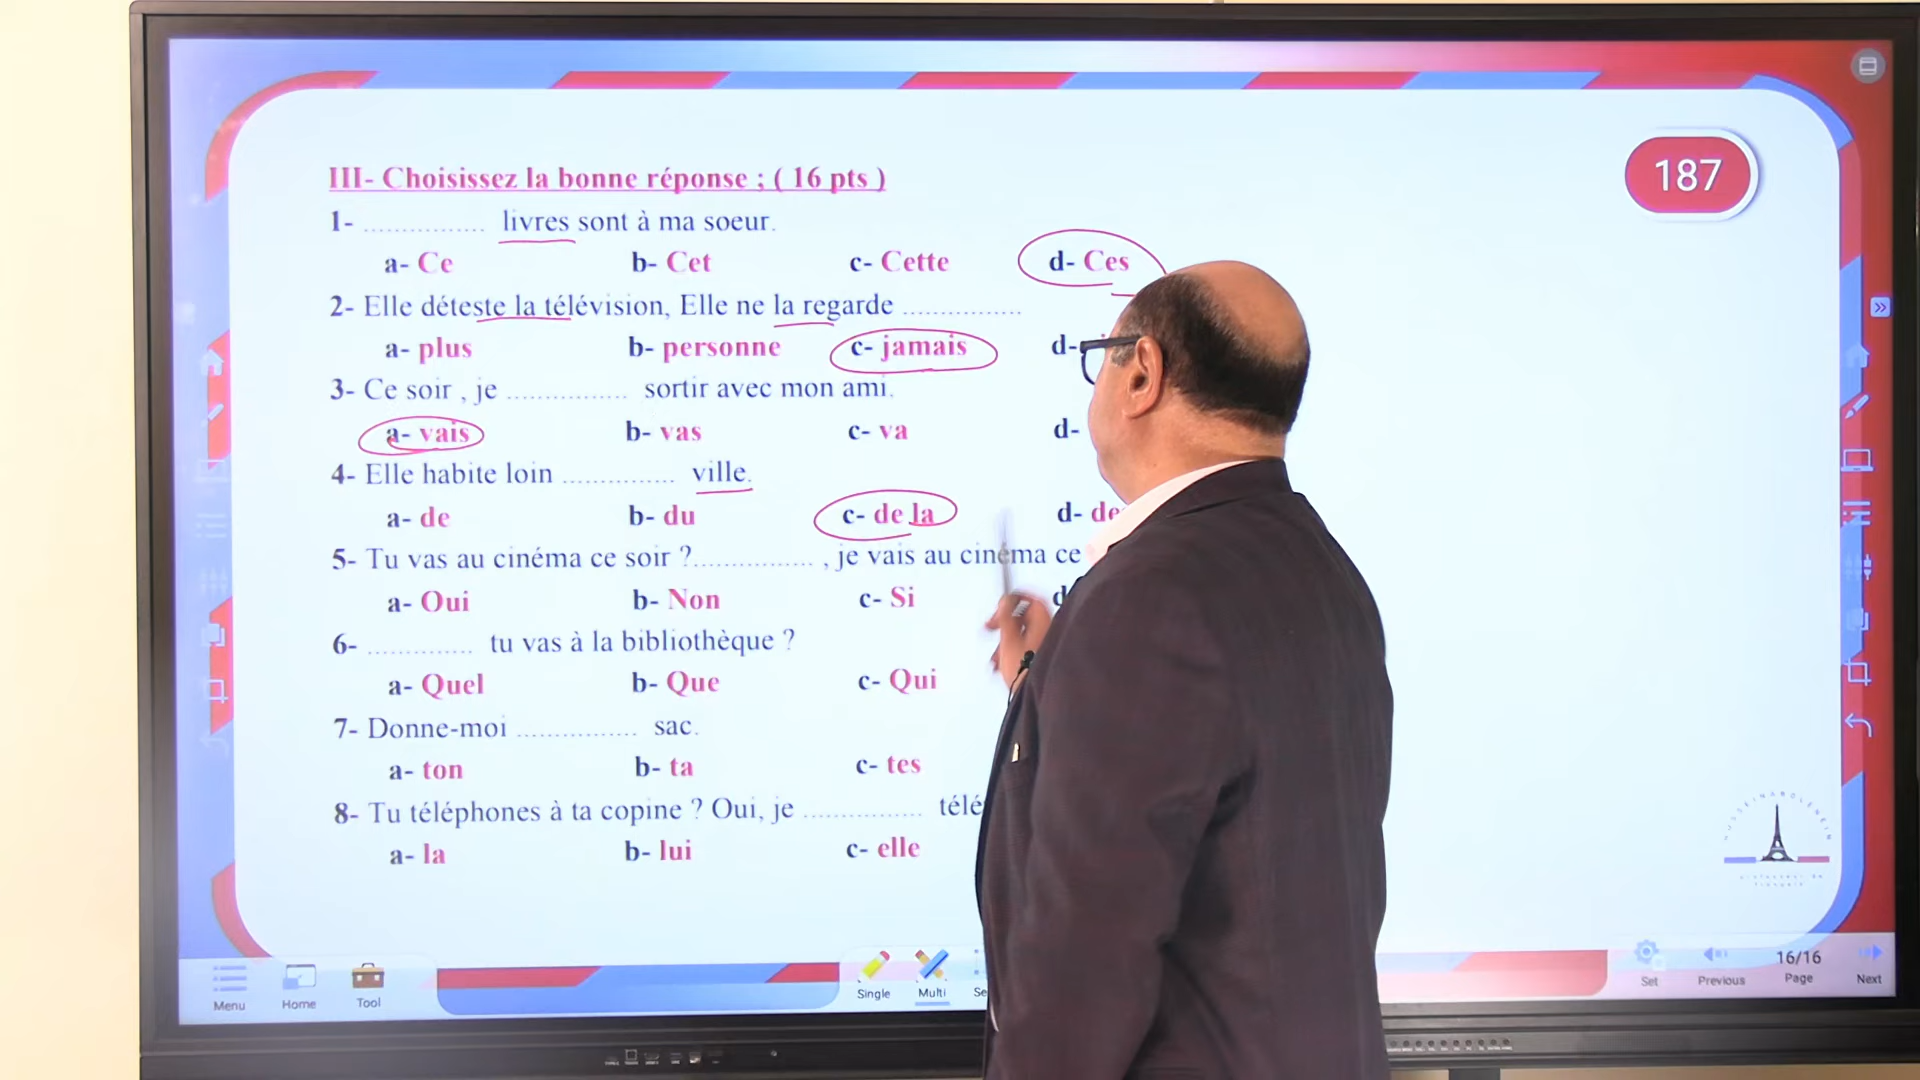 187
III- Choisissez la bonne réponse ; ( 16 pts )
1- ................ livres sont à ma soeur.
a- Ce b- Cet c- Cette d- Ces
2- Elle déteste la télévision, Elle ne la regarde ................
a- plus b- personne c- jamais d-
3- Ce soir , je ................ sortir avec mon ami.
a- vais b- vas c- va d-
4- Elle habite loin ............... ville.
a- de b- du c- de la d- de
5- Tu vas au cinéma ce soir ?................ , je vais au cinéma ce
a- Oui b- Non c- Si d
6- .............. tu vas à la bibliothèque ?
a- Quel b- Que c- Qui
7- Donne-moi ................ sac.
a- ton b- ta c- tes
8- Tu téléphones à ta copine ? Oui, je ................ télé
a- la b- lui c- elle
Menu Home Tool Single Multi Se Set Previous 16/16 Page Next